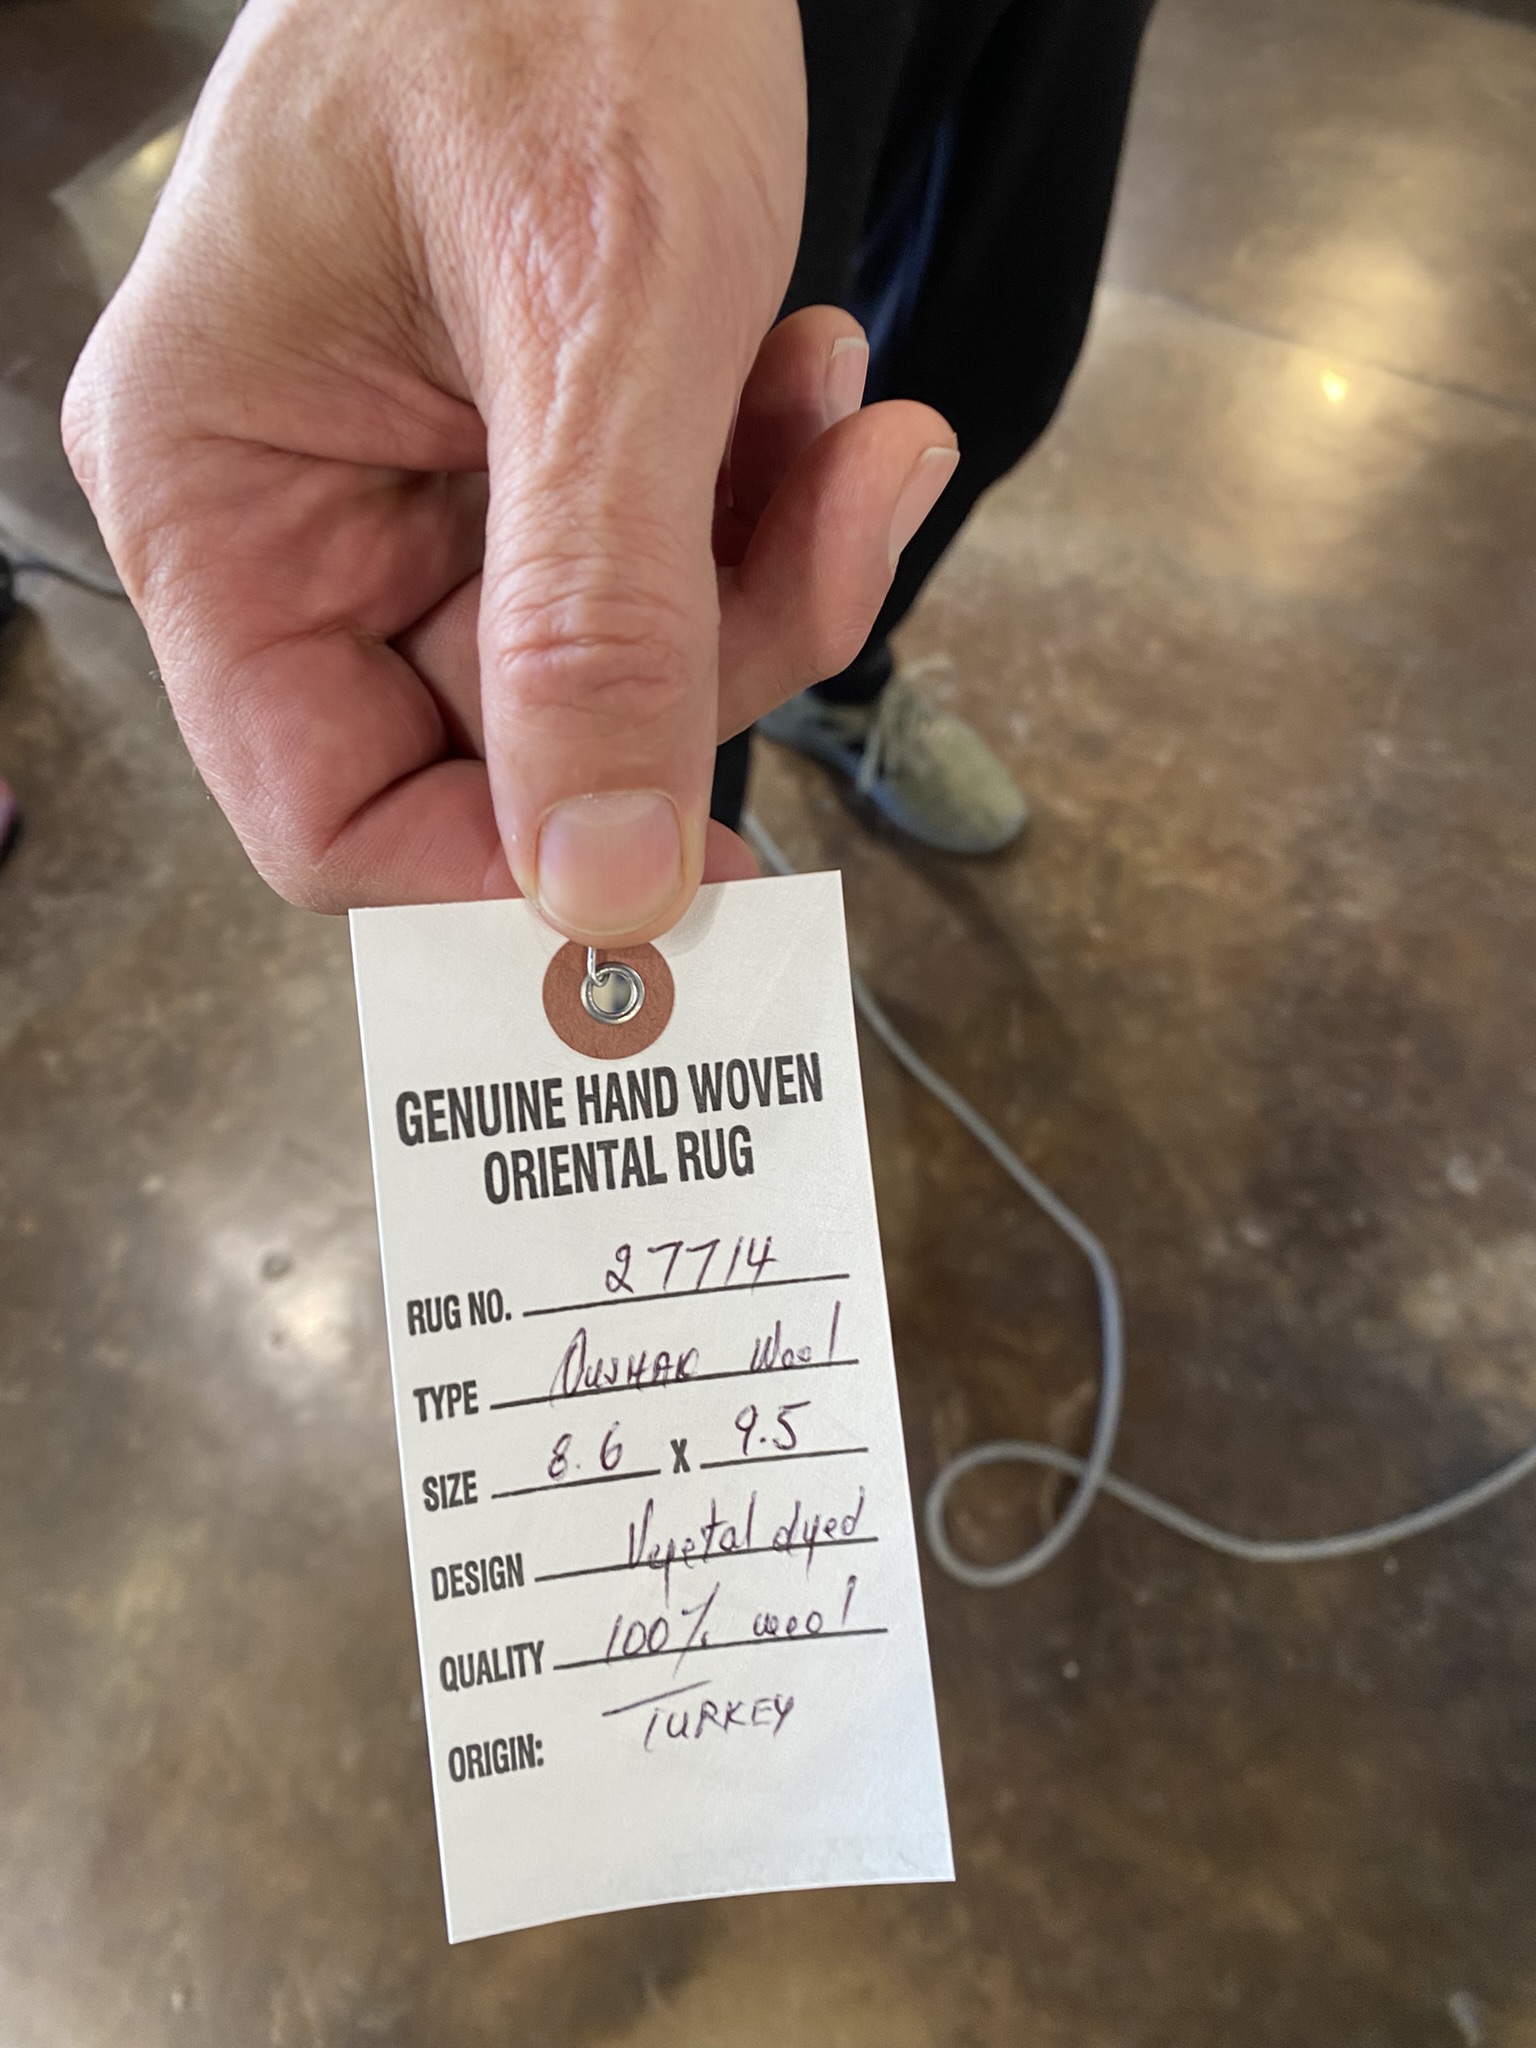 GENUINE HAND WOVEN
ORIENTAL RUG
RUG NO. 27714
TYPE OUSHAK Wool
SIZE 8.6 X 9.5
DESIGN Vegetal dyed
QUALITY 100% wool
ORIGIN: TURKEY